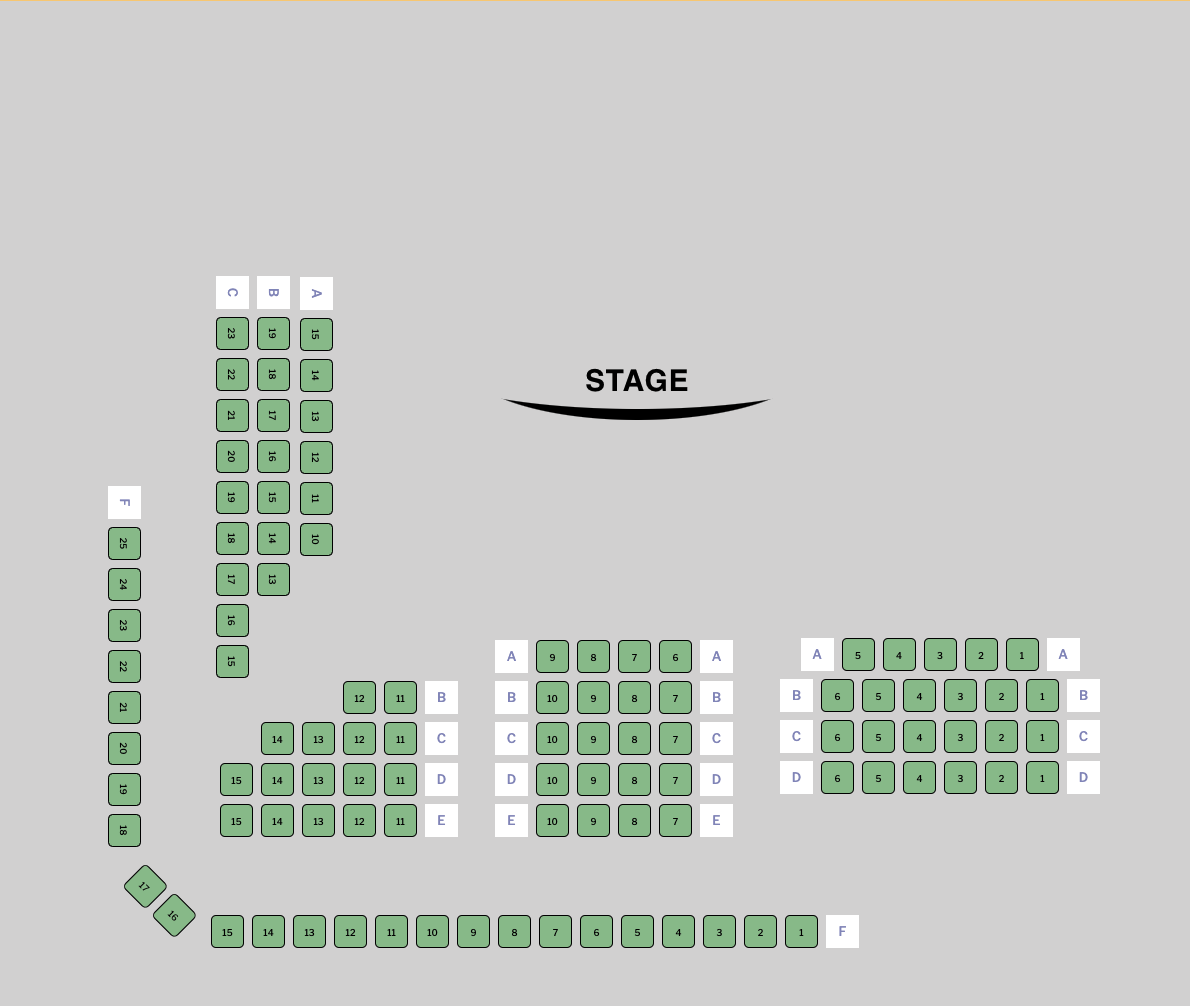 C B A
23 19 15
22 18 14
STAGE
21 17 13
20 16 12
19 15 11
F
18 14 10
25
17 13
24
16
23
15
22
A 9 8 7 6 A
A 5 4 3 2 1 A
12 11 B
B 10 9 8 7 B
B 6 5 4 3 2 1 B
21
14 13 12 11 C
C 10 9 8 7 C
C 6 5 4 3 2 1 C
20
15 14 13 12 11 D
D 10 9 8 7 D
D 6 5 4 3 2 1 D
19
15 14 13 12 11 E
E 10 9 8 7 E
18
17
16
15 14 13 12 11 10 9 8 7 6 5 4 3 2 1 F